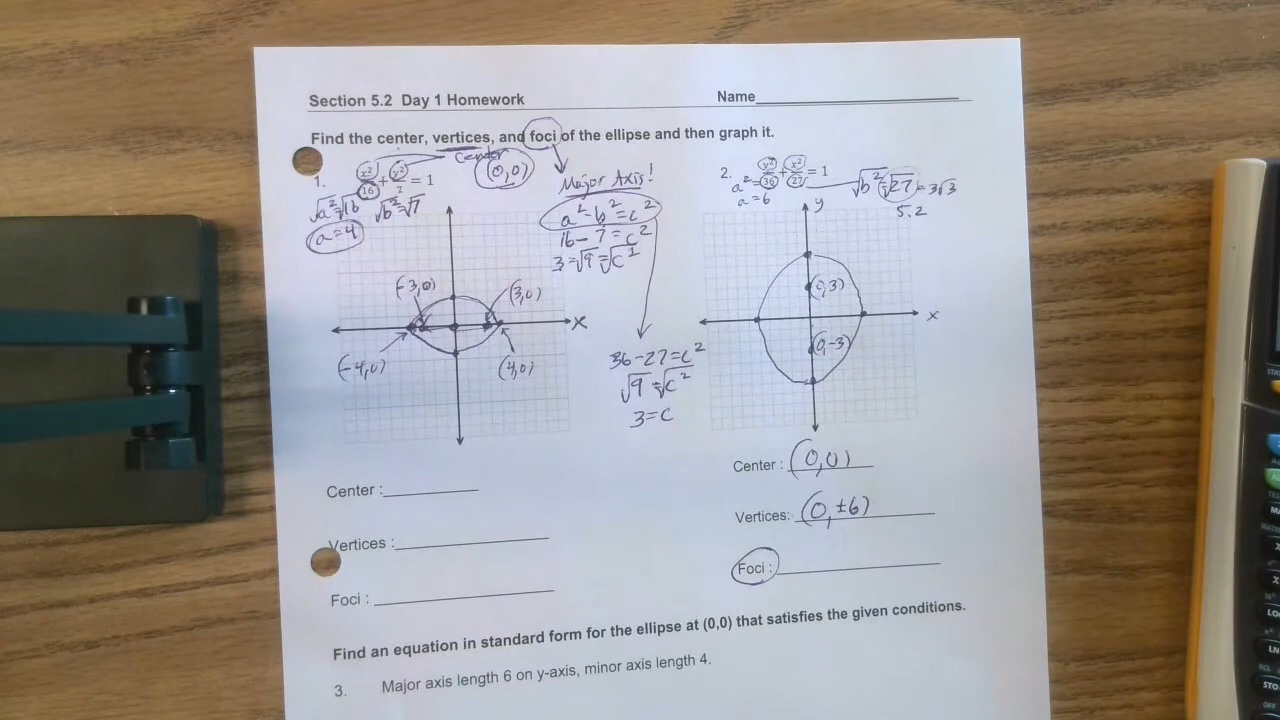 Section 5.2 Day 1 Homework
Name
Find the center, vertices, and foci of the ellipse and then graph it.
1. x²/16 + y²/7 = 1
Center (0,0)
√a²=√16 √b²=√7
a=4
Major Axis!
a²-b²=c²
16-7=c²
3=√9=√c²
(-3,0)
(3,0)
(-4,0)
(4,0)
x
36-27=c²
√9=√c²
3=c
2. y²/36 + x²/27 = 1
a²=
a=6
√b²=√27=3√3
5.2
y
x
(,3)
(0,-3)
Center :
Vertices :
Foci :
Center : (0,0)
Vertices: (0,±6)
Foci :
Find an equation in standard form for the ellipse at (0,0) that satisfies the given conditions.
3. Major axis length 6 on y-axis, minor axis length 4.
STO
LN